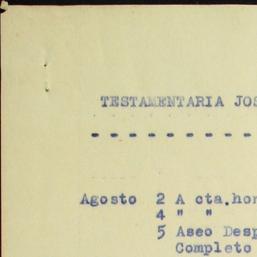 TESTAMENTARIA JOS
- - - - - - - - -
Agosto 2 A cta.hon
4 " "
5 Aseo Desp
Completo